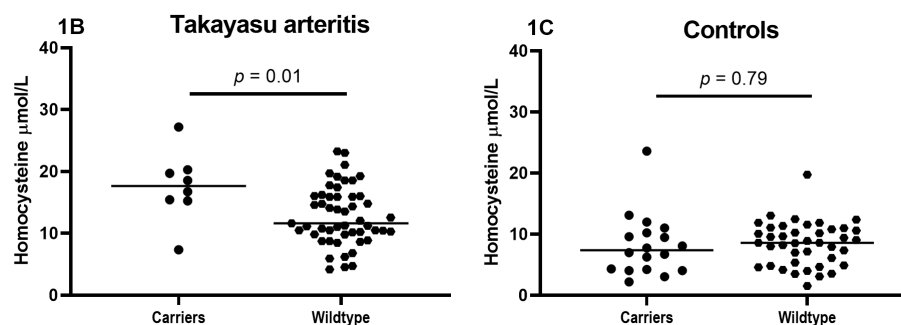 1B
Takayasu arteritis
Homocysteine μmol/L
40
30
20
10
0
p = 0.01
Carriers
Wildtype
1C
Controls
Homocysteine μmol/L
40
30
20
10
0
p = 0.79
Carriers
Wildtype